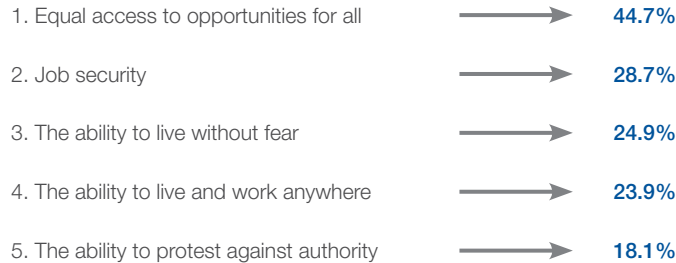 1. Equal access to opportunities for all 44.7%
2. Job security 28.7%
3. The ability to live without fear 24.9%
4. The ability to live and work anywhere 23.9%
5. The ability to protest against authority 18.1%